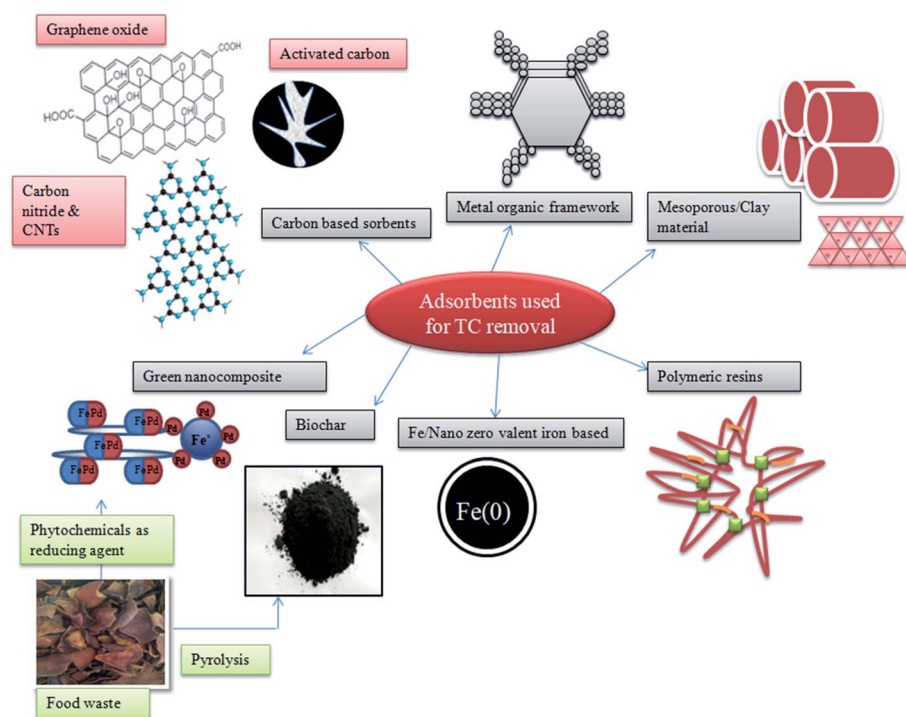 Graphene oxide
COOH
OH
O
O
OH
OH
OH
O
O
OH
HOOC
Activated carbon
Carbon
nitride &
CNTs
Carbon based sorbents
Metal organic framework
Mesoporous/Clay
material
Adsorbents used
for TC removal
Green nanocomposite
Biochar
Fe/Nano zero valent iron based
Polymeric resins
FePd
FePd
Pd
Pd
FePd
Fe°
Pd
FePd
FePd
Pd
Pd
Fe(0)
Phytochemicals as
reducing agent
Pyrolysis
Food waste